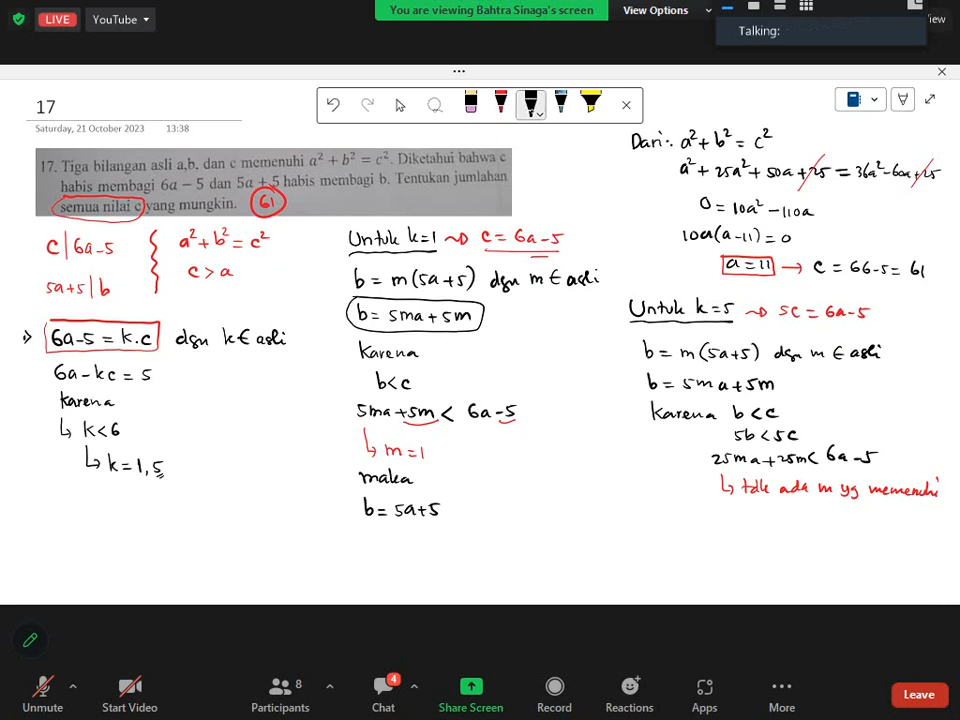 LIVE
YouTube
You are viewing Bahtra Sinaga's screen
View Options
iew
Talking:
17
Saturday, 21 October 2023 13:38
17. Tiga bilangan asli a,b, dan c memenuhi a² + b² = c². Diketahui bahwa c
habis membagi 6a − 5 dan 5a + 5 habis membagi b. Tentukan jumlahan
semua nilai c yang mungkin.
61
c | 6a-5
5a+5 | b
a² + b² = c²
c > a
6a-5 = k.c dgn k ∈ asli
6a - kc = 5
karena
↳ k < 6
↳ k = 1, 5
Untuk k=1 ⇝ c = 6a-5
b = m(5a+5) dgn m ∈ asli
b = 5ma + 5m
karena
b < c
5ma + 5m < 6a - 5
↳ m = 1
maka
b = 5a+5
Dari: a² + b² = c²
a² + 25a² + 50a + 25 = 36a² - 60a + 25
0 = 10a² - 110a
10a(a-11) = 0
a = 11 → c = 66-5 = 61
Untuk k=5 ⇝ 5c = 6a-5
b = m(5a+5) dgn m ∈ asli
b = 5ma + 5m
karena b < c
5b < 5c
25ma + 25m < 6a - 5
↳ tdk ada m yg memenuhi
Unmute
Start Video
8
Participants
4
Chat
Share Screen
Record
Reactions
Apps
More
Leave